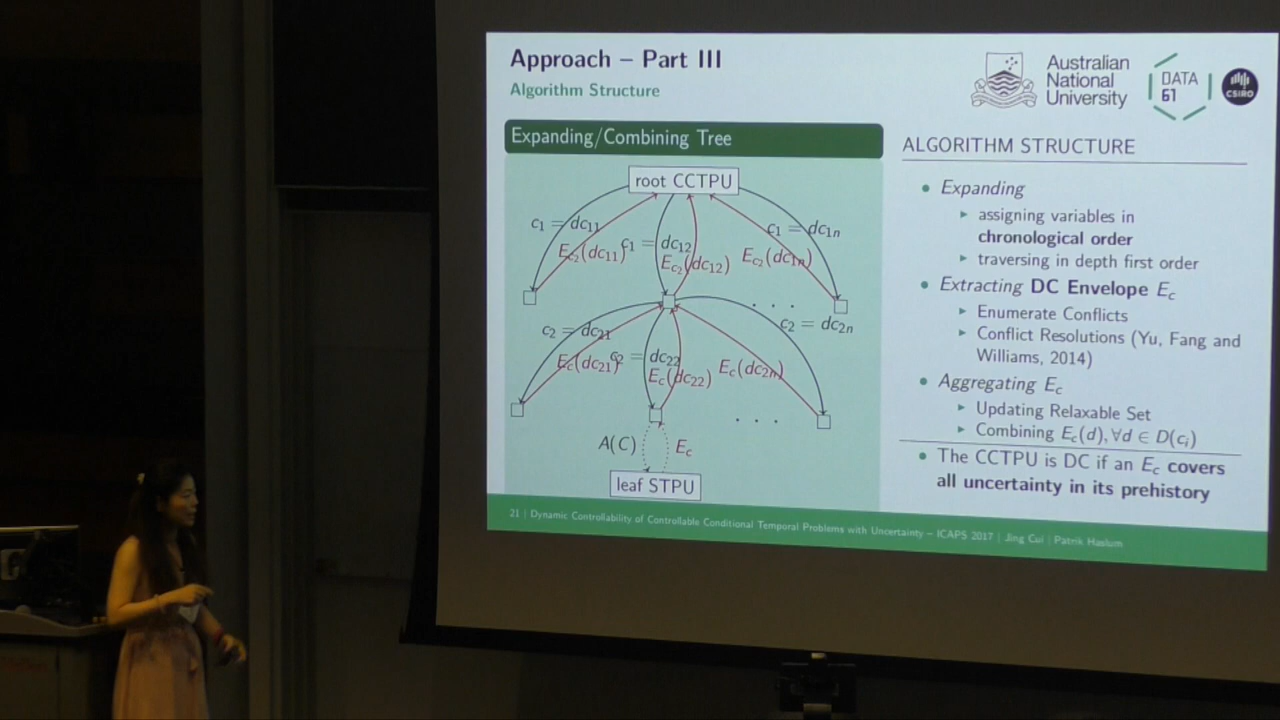 Approach – Part III
Algorithm Structure
Australian
National
University
DATA
61
CSIRO
Expanding/Combining Tree
root CCTPU
c₁ = dc₁₁
E_c₂(dc₁₁)
c₁ = dc₁₂
E_c₂(dc₁₂)
c₁ = dc₁ₙ
E_c₂(dc₁ₙ)
. . .
c₂ = dc₂₁
E_c(dc₂₁)
c₂ = dc₂₂
E_c(dc₂₂)
c₂ = dc₂ₙ
E_c(dc₂ₙ)
. . .
A(C)
E_c
leaf STPU
ALGORITHM STRUCTURE
• Expanding
▸ assigning variables in
chronological order
▸ traversing in depth first order
• Extracting DC Envelope E_c
▸ Enumerate Conflicts
▸ Conflict Resolutions (Yu, Fang and
Williams, 2014)
• Aggregating E_c
▸ Updating Relaxable Set
▸ Combining E_c(d), ∀d ∈ D(c_i)
• The CCTPU is DC if an E_c covers
all uncertainty in its prehistory
21 | Dynamic Controllability of Controllable Conditional Temporal Problems with Uncertainty – ICAPS 2017 | Jing Cui | Patrik Haslum